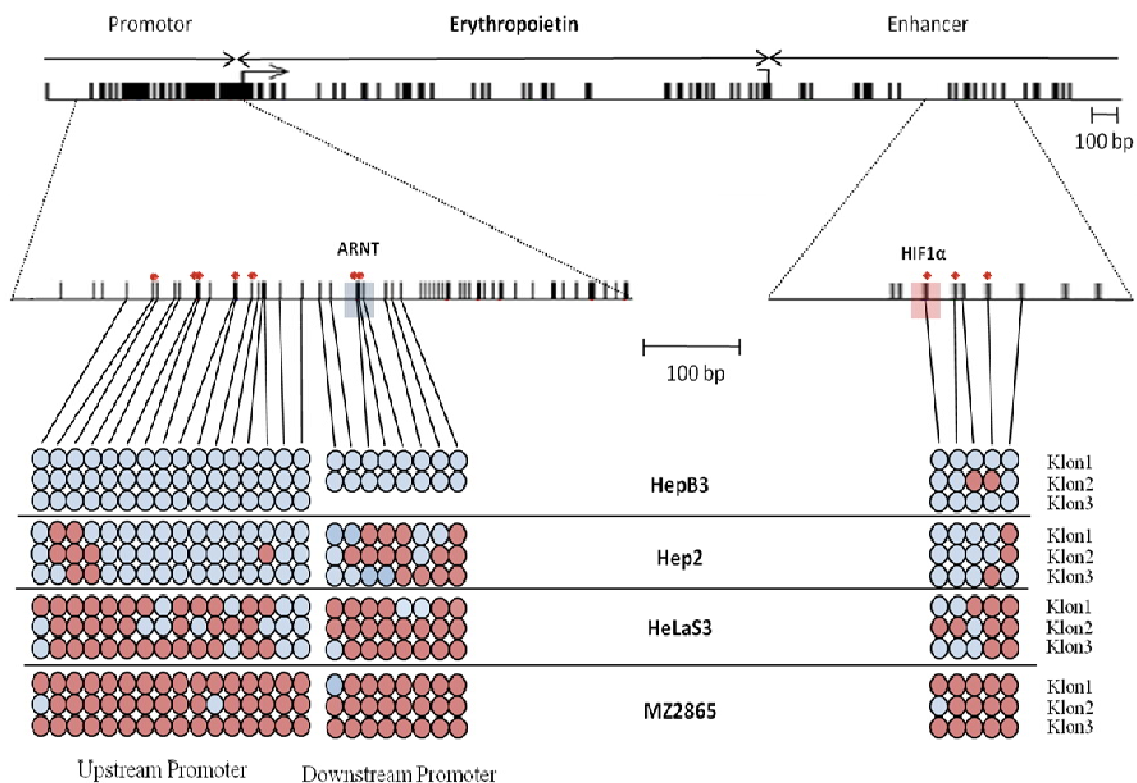 Promotor
Erythropoietin
Enhancer
100 bp
ARNT
HIF1α
100 bp
HepB3
Klon1
Klon2
Klon3
Hep2
Klon1
Klon2
Klon3
HeLaS3
Klon1
Klon2
Klon3
MZ2865
Klon1
Klon2
Klon3
Upstream Promoter
Downstream Promoter